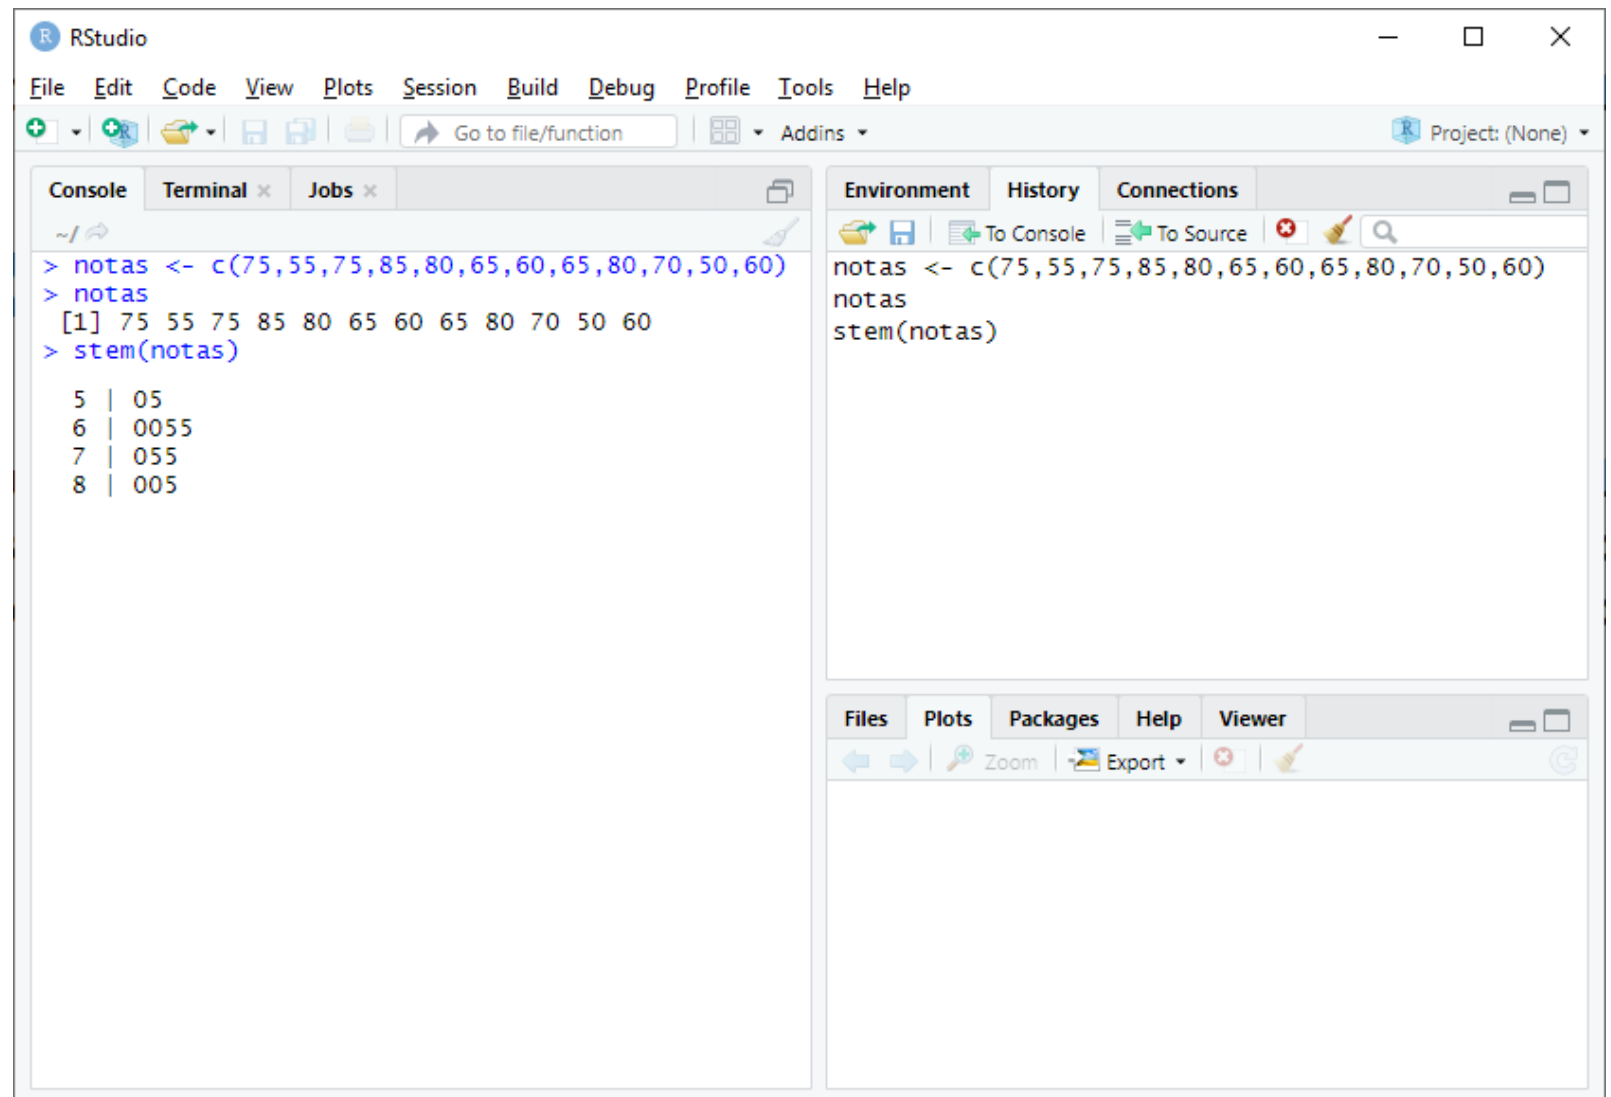 RStudio
File Edit Code View Plots Session Build Debug Profile Tools Help
Go to file/function Addins Project: (None)
Console Terminal Jobs
~/
> notas <- c(75,55,75,85,80,65,60,65,80,70,50,60)
> notas
[1] 75 55 75 85 80 65 60 65 80 70 50 60
> stem(notas)
5 | 05
6 | 0055
7 | 055
8 | 005
Environment History Connections
To Console To Source
notas <- c(75,55,75,85,80,65,60,65,80,70,50,60)
notas
stem(notas)
Files Plots Packages Help Viewer
Zoom Export